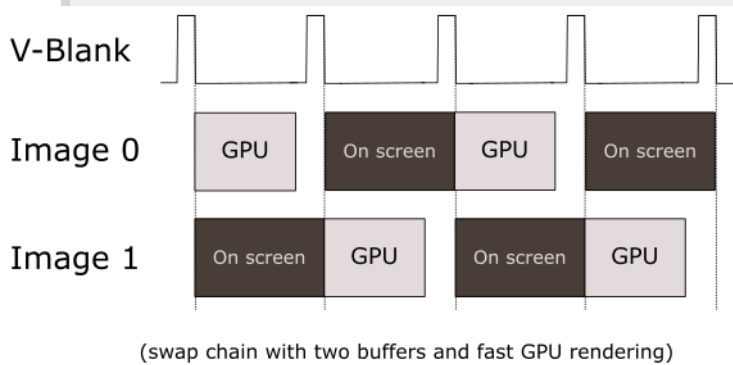 V-Blank
Image 0 GPU On screen GPU On screen
Image 1 On screen GPU On screen GPU
(swap chain with two buffers and fast GPU rendering)